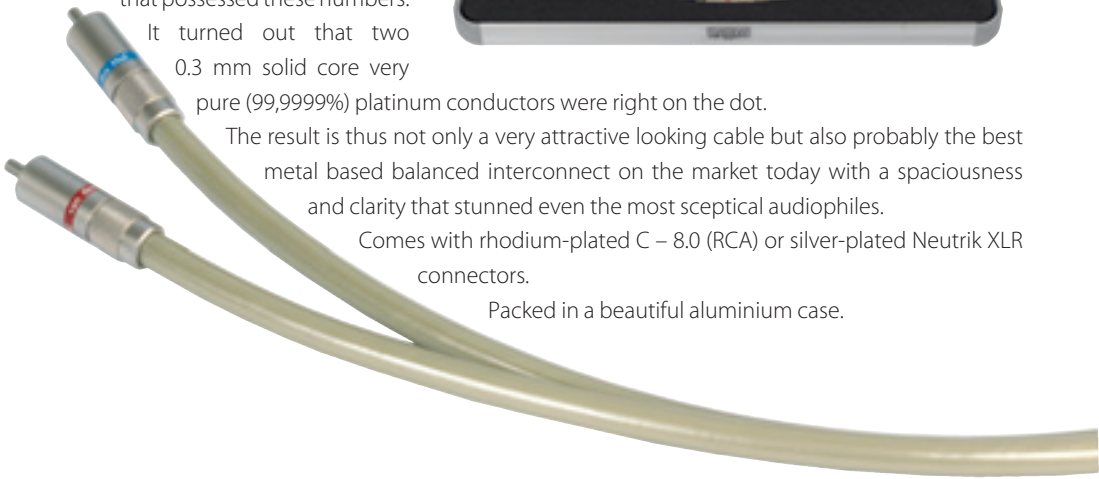 that possessed these numbers.
It turned out that two
0.3 mm solid core very
pure (99,9999%) platinum conductors were right on the dot.
The result is thus not only a very attractive looking cable but also probably the best
metal based balanced interconnect on the market today with a spaciousness
and clarity that stunned even the most sceptical audiophiles.
Comes with rhodium-plated C – 8.0 (RCA) or silver-plated Neutrik XLR
connectors.
Packed in a beautiful aluminium case.